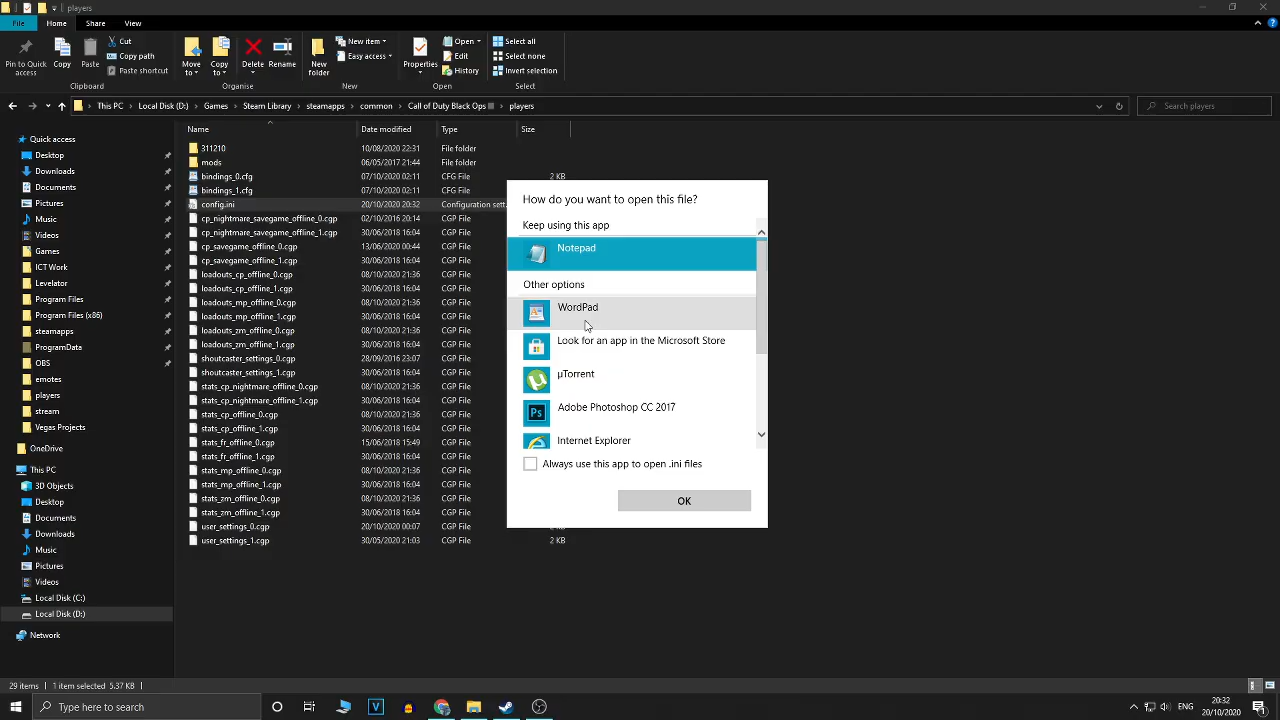 players
File
Home
Share
View
Pin to Quick access
Copy
Paste
Cut
Copy path
Paste shortcut
Clipboard
Move to
Copy to
Delete
Rename
Organise
New folder
New item
Easy access
New
Properties
Open
Edit
History
Open
Select all
Select none
Invert selection
Select
This PC
Local Disk (D:)
Games
Steam Library
steamapps
common
Call of Duty Black Ops
players
Search players
Quick access
Desktop
Downloads
Documents
Pictures
Music
Videos
Games
ICT Work
Levelator
Program Files
Program Files (x86)
steamapps
ProgramData
OBS
emotes
players
stream
Vegas Projects
OneDrive
This PC
3D Objects
Desktop
Documents
Downloads
Music
Pictures
Videos
Local Disk (C:)
Local Disk (D:)
Network
Name Date modified Type Size
311210 10/08/2020 22:31 File folder
mods 06/05/2017 21:44 File folder
bindings_0.cfg 07/10/2020 02:11 CFG File 2 KB
bindings_1.cfg 07/10/2020 02:11 CFG File
config.ini 20/10/2020 20:32 Configuration sett.
cp_nightmare_savegame_offline_0.cgp 02/10/2016 20:14 CGP File
cp_nightmare_savegame_offline_1.cgp 30/06/2018 16:04 CGP File
cp_savegame_offline_0.cgp 13/06/2020 00:44 CGP File
cp_savegame_offline_1.cgp 30/06/2018 16:04 CGP File
loadouts_cp_offline_0.cgp 08/10/2020 21:36 CGP File
loadouts_cp_offline_1.cgp 30/06/2018 16:04 CGP File
loadouts_mp_offline_0.cgp 08/10/2020 21:36 CGP File
loadouts_mp_offline_1.cgp 30/06/2018 16:04 CGP File
loadouts_zm_offline_0.cgp 08/10/2020 21:36 CGP File
loadouts_zm_offline_1.cgp 30/06/2018 16:04 CGP File
shoutcaster_settings_0.cgp 28/09/2016 23:07 CGP File
shoutcaster_settings_1.cgp 30/06/2018 16:04 CGP File
stats_cp_nightmare_offline_0.cgp 08/10/2020 21:36 CGP File
stats_cp_nightmare_offline_1.cgp 30/06/2018 16:04 CGP File
stats_cp_offline_0.cgp 08/10/2020 21:36 CGP File
stats_cp_offline_1.cgp 30/06/2018 16:04 CGP File
stats_fr_offline_0.cgp 15/06/2018 15:49 CGP File
stats_fr_offline_1.cgp 30/06/2018 16:04 CGP File
stats_mp_offline_0.cgp 08/10/2020 21:36 CGP File
stats_mp_offline_1.cgp 30/06/2018 16:04 CGP File
stats_zm_offline_0.cgp 08/10/2020 21:36 CGP File
stats_zm_offline_1.cgp 30/06/2018 16:04 CGP File
user_settings_0.cgp 20/10/2020 00:07 CGP File 2 KB
user_settings_1.cgp 30/05/2020 21:03 CGP File 2 KB
How do you want to open this file?
Keep using this app
Notepad
Other options
WordPad
Look for an app in the Microsoft Store
µTorrent
Ps Adobe Photoshop CC 2017
Internet Explorer
Always use this app to open .ini files
OK
29 items 1 item selected 5.37 KB
Type here to search
V
ENG
20:32
20/10/2020